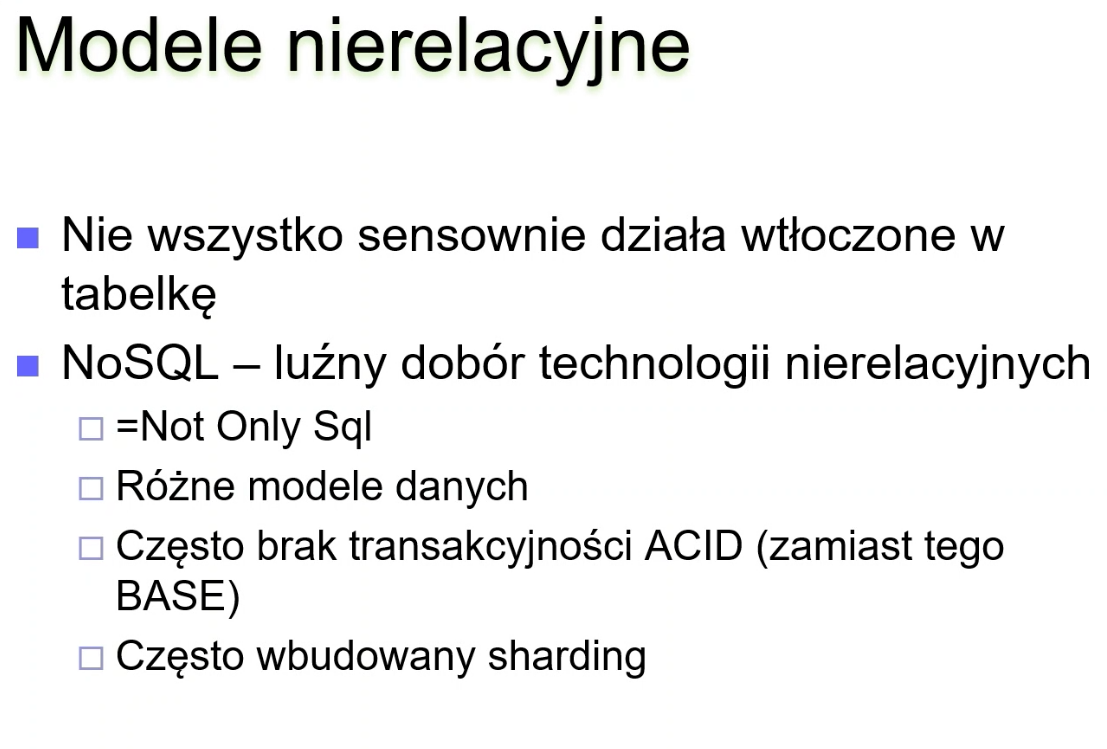 Modele nierelacyjne
Nie wszystko sensownie działa wtłoczone w
tabelkę
NoSQL – luźny dobór technologii nierelacyjnych
=Not Only Sql
Różne modele danych
Często brak transakcyjności ACID (zamiast tego
BASE)
Często wbudowany sharding